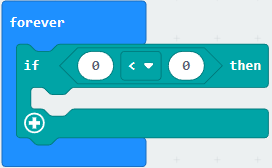 forever
if 0 < 0 then